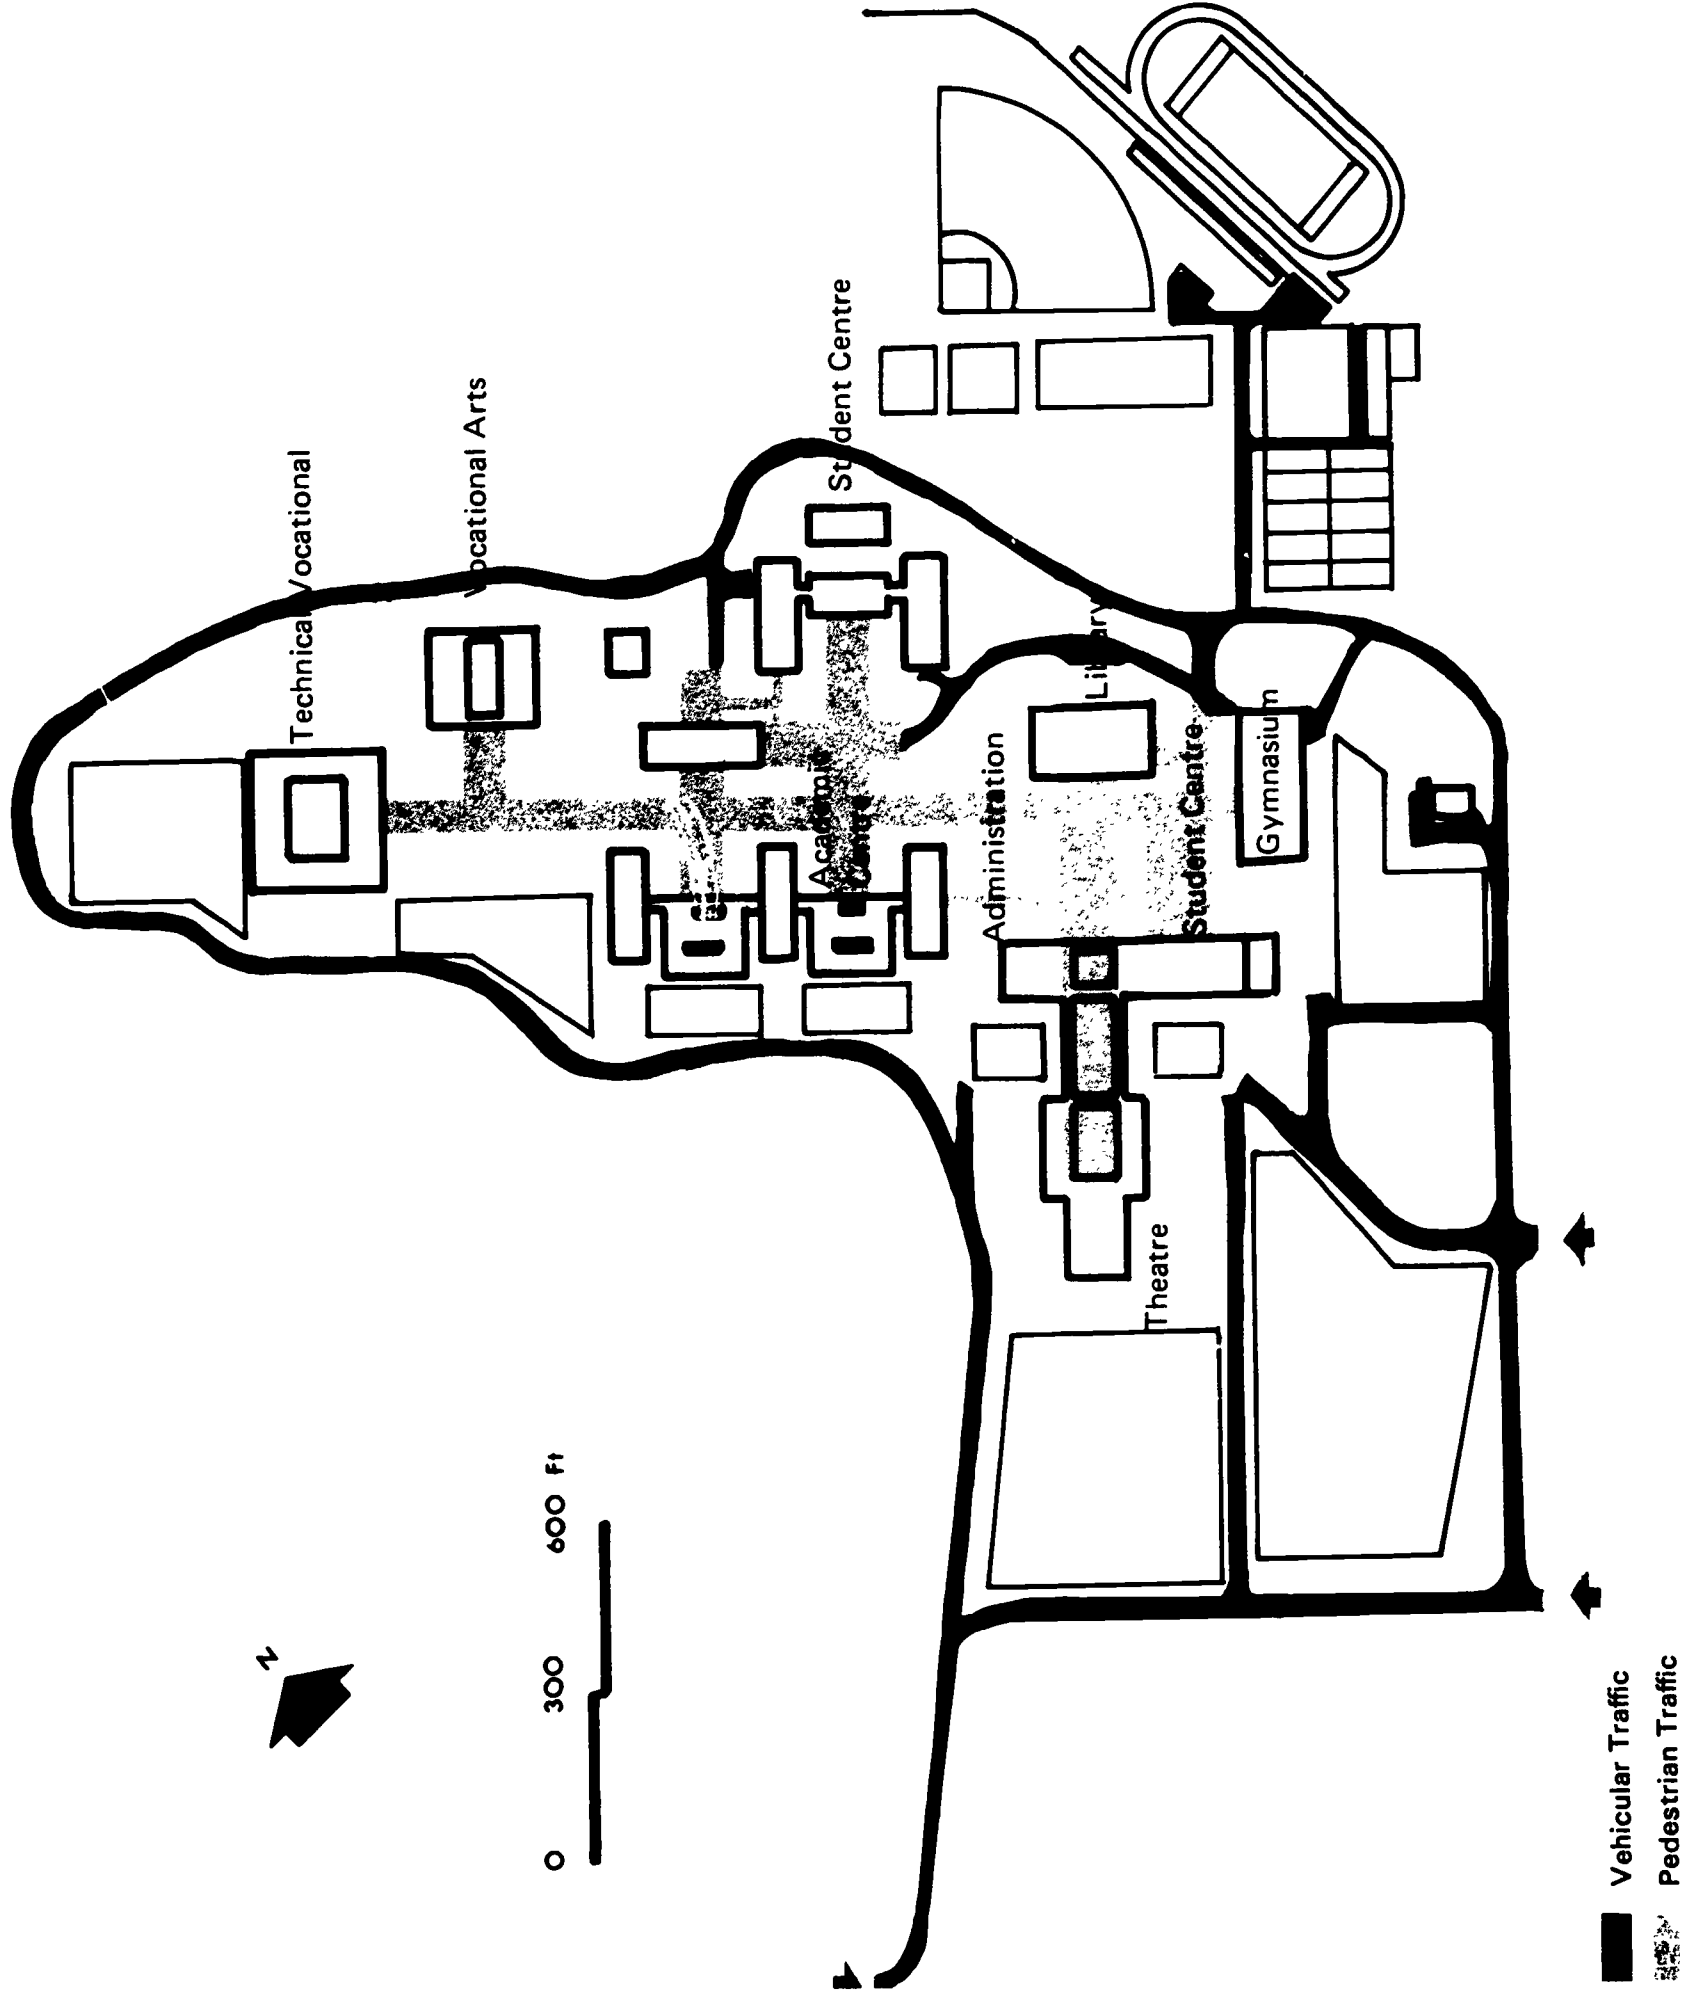 Technical Vocational
Vocational Arts
Student Centre
Academic
Centre
Administration
Library
Student Centre
Gymnasium
Theatre
N
0 300 600 Ft
Vehicular Traffic
Pedestrian Traffic